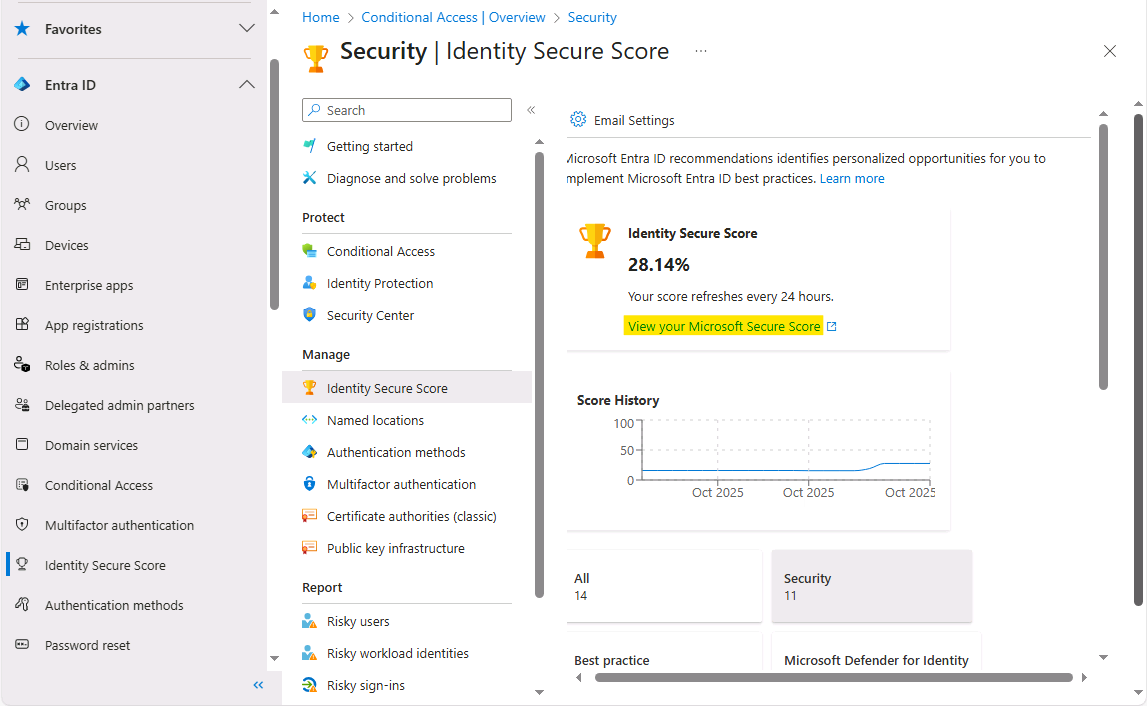 Favorites
Entra ID
Overview
Users
Groups
Devices
Enterprise apps
App registrations
Roles & admins
Delegated admin partners
Domain services
Conditional Access
Multifactor authentication
Identity Secure Score
Authentication methods
Password reset
Home > Conditional Access | Overview > Security
Security | Identity Secure Score
Search
Getting started
Diagnose and solve problems
Protect
Conditional Access
Identity Protection
Security Center
Manage
Identity Secure Score
Named locations
Authentication methods
Multifactor authentication
Certificate authorities (classic)
Public key infrastructure
Report
Risky users
Risky workload identities
Risky sign-ins
Email Settings
Microsoft Entra ID recommendations identifies personalized opportunities for you to
mplement Microsoft Entra ID best practices. Learn more
Identity Secure Score
28.14%
Your score refreshes every 24 hours.
View your Microsoft Secure Score
Score History
100
50
0
Oct 2025 Oct 2025 Oct 2025
All
14
Security
11
Best practice
Microsoft Defender for Identity